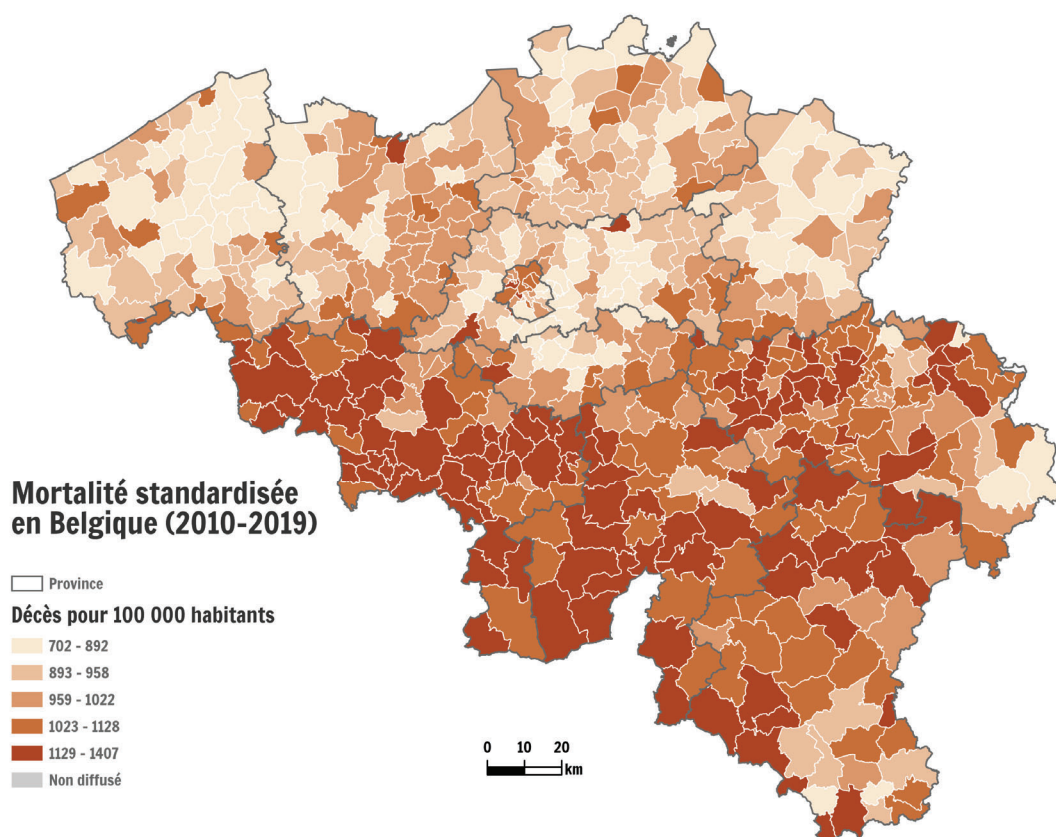 Mortalité standardisée
en Belgique (2010-2019)
Province
Décès pour 100 000 habitants
702 - 892
893 - 958
959 - 1022
1023 - 1128
1129 - 1407
Non diffusé
0 10 20
km